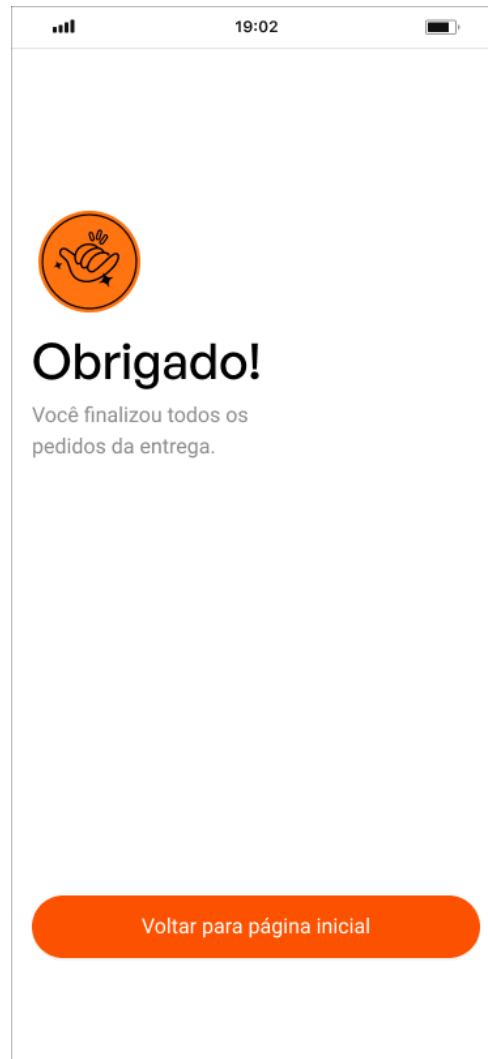 19:02
Obrigado!
Você finalizou todos os
pedidos da entrega.
Voltar para página inicial